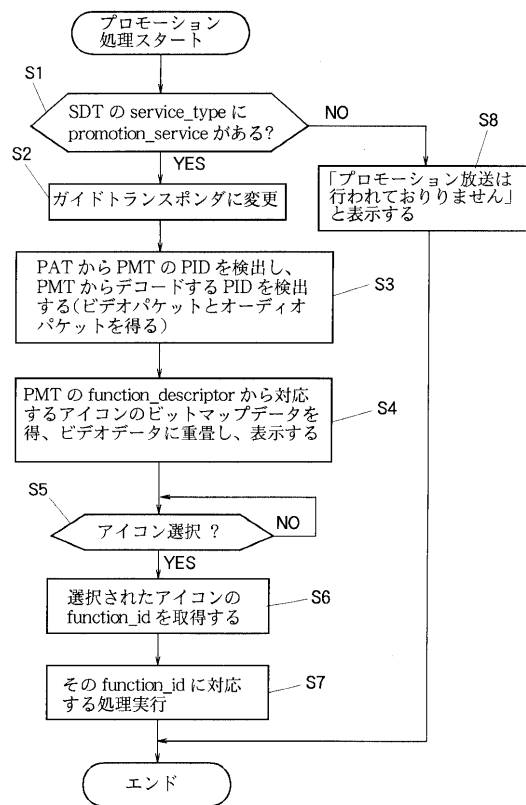 プロモーション
処理スタート
S1
SDT の service_type に
promotion_service がある?
NO
YES
S8
「プロモーション放送は
行われておりりません」
と表示する
S2
ガイドトランスポンダに変更
PAT から PMT の PID を検出し、
PMT からデコードする PID を検出
する(ビデオパケットとオーディオ
パケットを得る)
S3
PMT の function_descriptor から対応
するアイコンのビットマップデータを
得、ビデオデータに重畳し、表示する
S4
S5
アイコン選択 ?
NO
YES
選択されたアイコンの
function_id を取得する
S6
その function_id に対応
する処理実行
S7
エンド